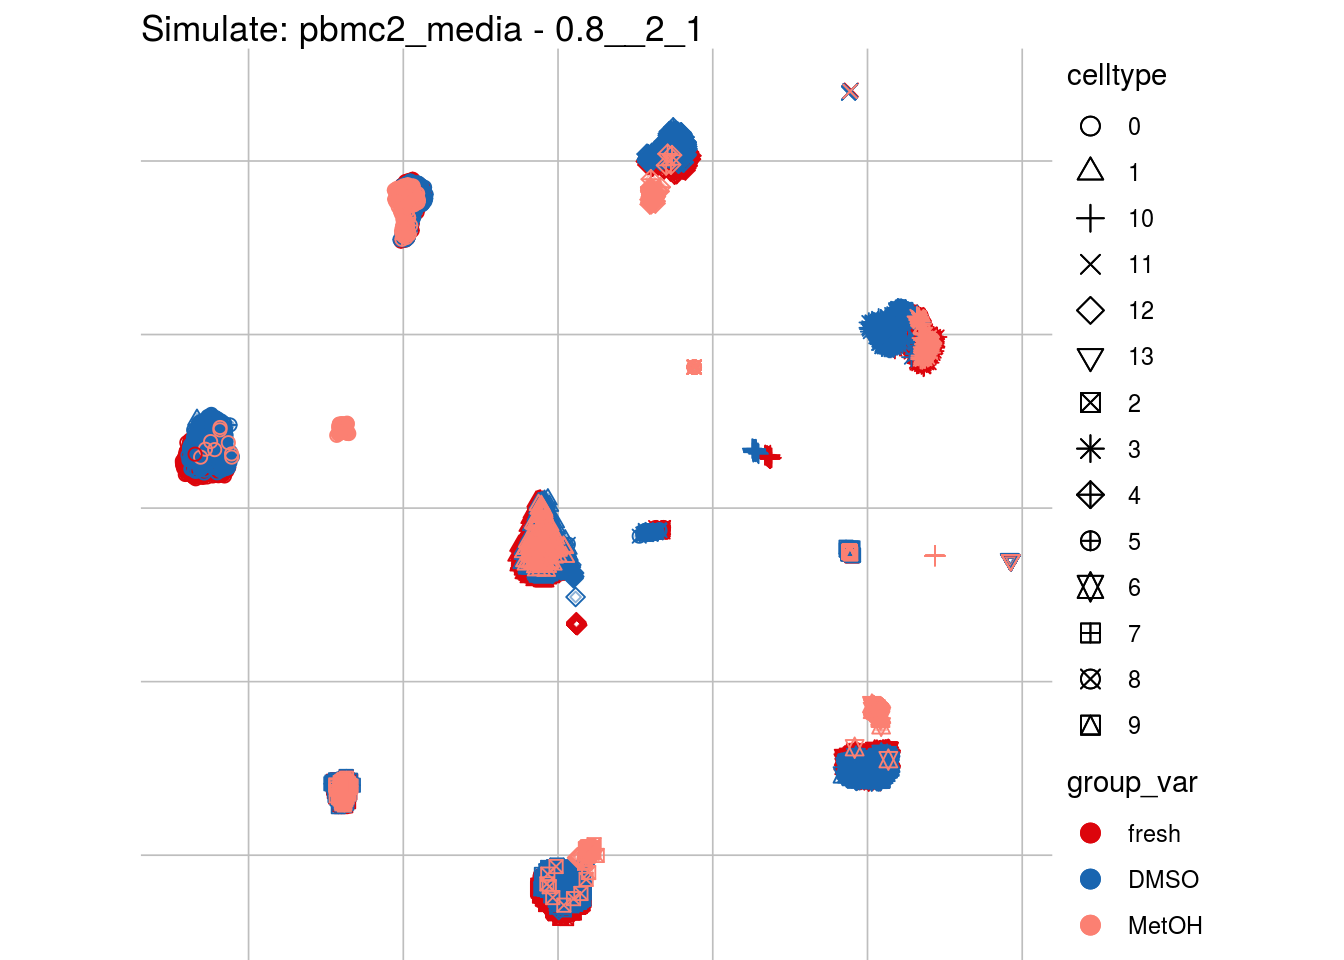 Simulate: pbmc2_media - 0.8__2_1
celltype
0
1
10
11
12
13
2
3
4
5
6
7
8
9
group_var
fresh
DMSO
MetOH